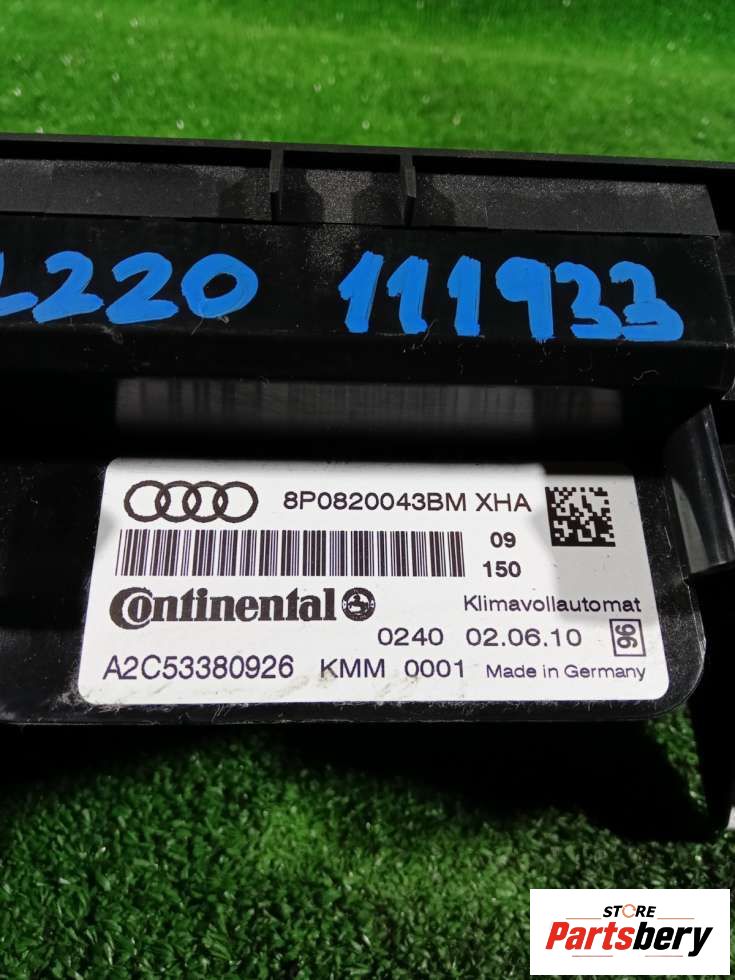 L220 111933
8P0820043BM XHA
09
150
Continental
Klimavollautomat
0240 02.06.10 96
A2C53380926 KMM 0001 Made in Germany
STORE
Partsbery